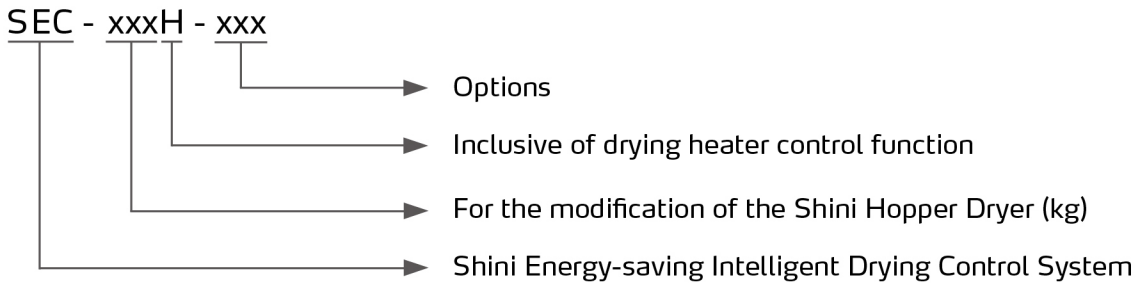 SEC - xxxH - xxx
Options
Inclusive of drying heater control function
For the modification of the Shini Hopper Dryer (kg)
Shini Energy-saving Intelligent Drying Control System